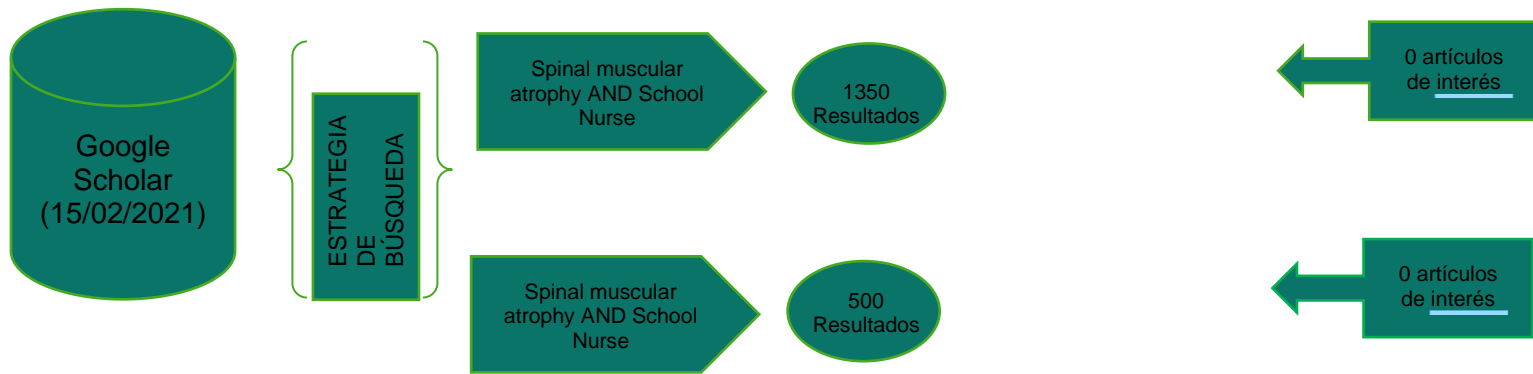 Google
Scholar
(15/02/2021)
ESTRATEGIA
DE
BÚSQUEDA
Spinal muscular
atrophy AND School
Nurse
1350
Resultados
0 artículos
de interés
Spinal muscular
atrophy AND School
Nurse
500
Resultados
0 artículos
de interés